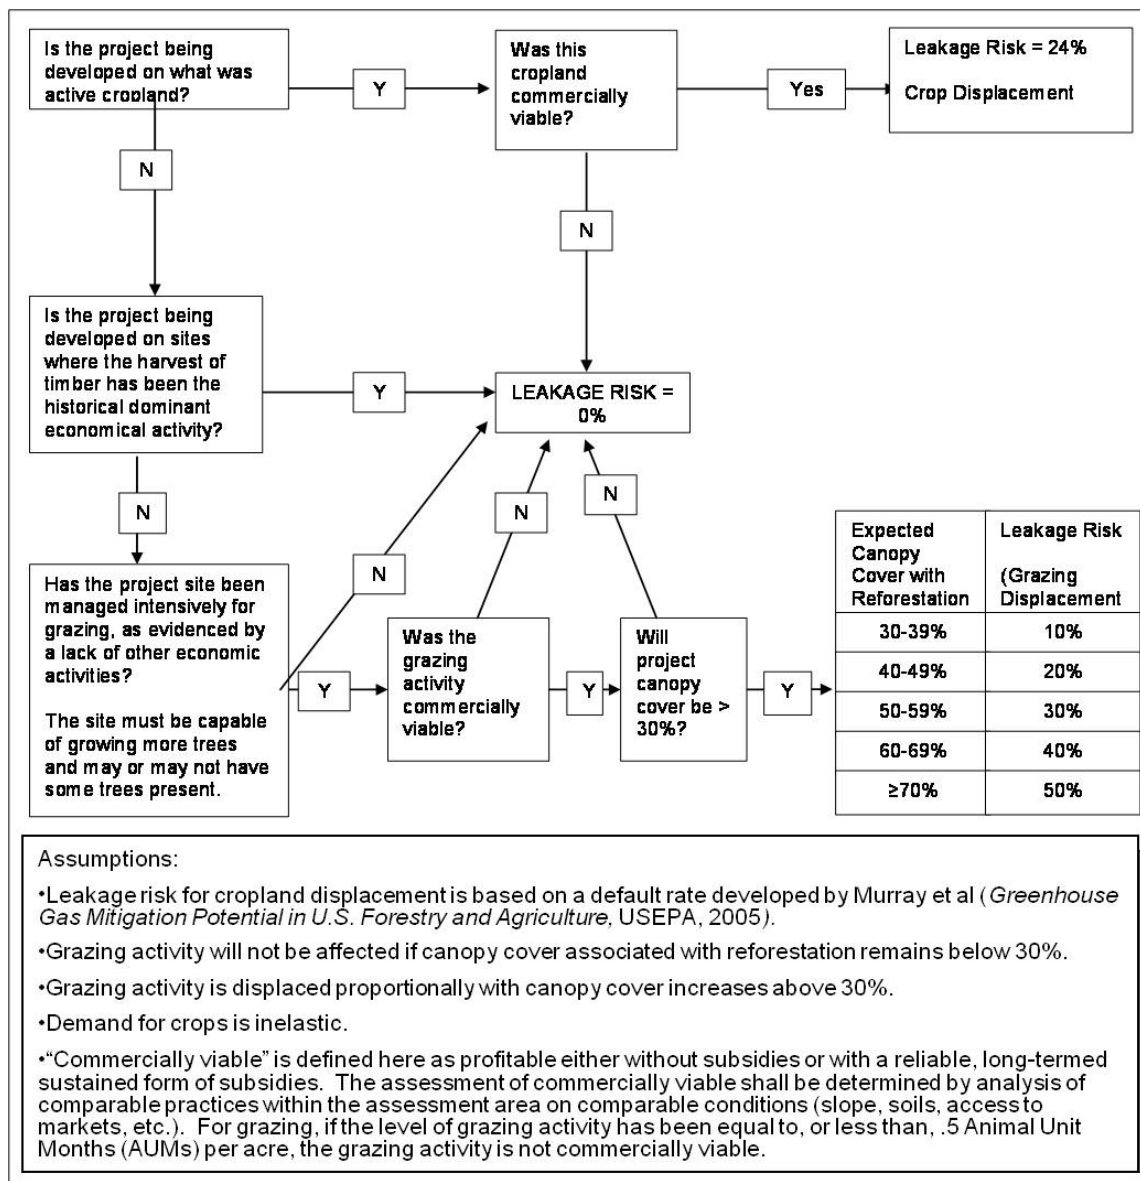 Is the project being
developed on what was
active cropland?
Y
Was this
cropland
commercially
viable?
Yes
Leakage Risk = 24%
Crop Displacement
N
N
Is the project being
developed on sites
where the harvest of
timber has been the
historical dominant
economical activity?
Y
LEAKAGE RISK =
0%
N
N
N
N
Has the project site been
managed intensively for
grazing, as evidenced by
a lack of other economic
activities?
The site must be capable
of growing more trees
and may or may not have
some trees present.
Y
Was the
grazing
activity
commercially
viable?
Y
Will
project
canopy
cover be >
30%?
Y
Expected
Canopy
Cover with
Reforestation
Leakage Risk
(Grazing
Displacement
30-39% 10%
40-49% 20%
50-59% 30%
60-69% 40%
≥70% 50%
Assumptions:
•Leakage risk for cropland displacement is based on a default rate developed by Murray et al (Greenhouse
Gas Mitigation Potential in U.S. Forestry and Agriculture, USEPA, 2005).
•Grazing activity will not be affected if canopy cover associated with reforestation remains below 30%.
•Grazing activity is displaced proportionally with canopy cover increases above 30%.
•Demand for crops is inelastic.
•“Commercially viable” is defined here as profitable either without subsidies or with a reliable, long-termed
sustained form of subsidies. The assessment of commercially viable shall be determined by analysis of
comparable practices within the assessment area on comparable conditions (slope, soils, access to
markets, etc.). For grazing, if the level of grazing activity has been equal to, or less than, .5 Animal Unit
Months (AUMs) per acre, the grazing activity is not commercially viable.